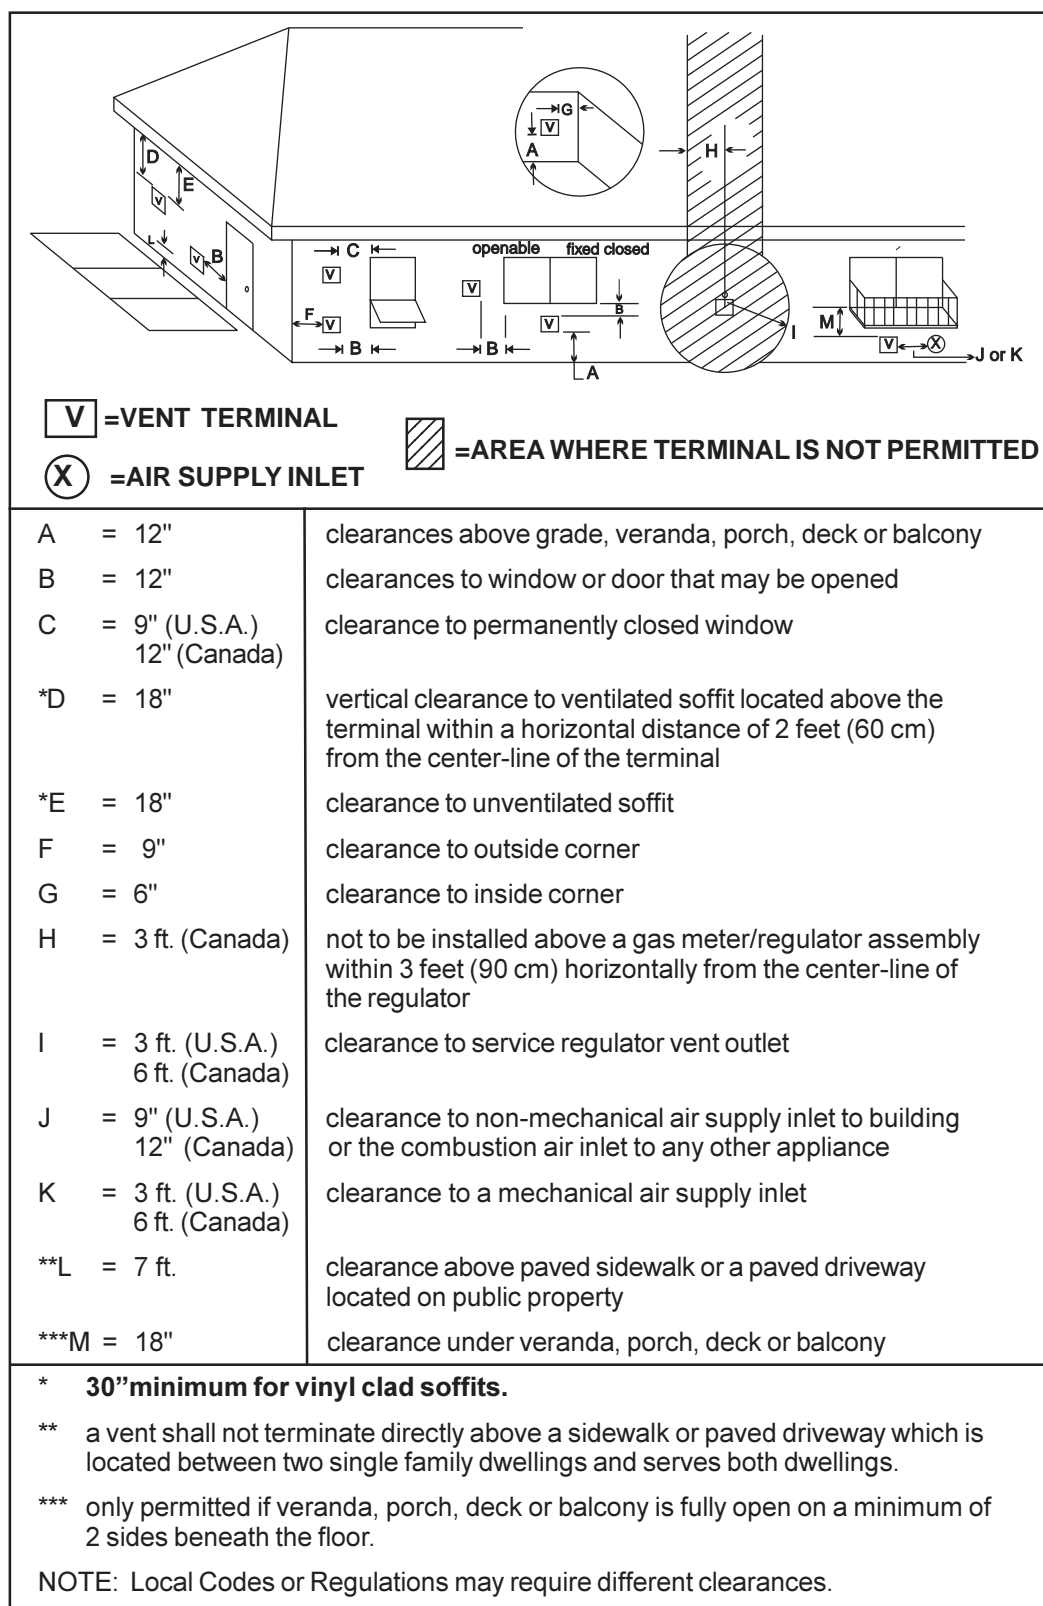 G
V
A
H
D
E
V
L
V
B
C
openable
fixed closed
V
V
B
F
V
V
M
I
V
X
B
B
J or K
A
V =VENT TERMINAL
=AREA WHERE TERMINAL IS NOT PERMITTED
X =AIR SUPPLY INLET
A = 12" clearances above grade, veranda, porch, deck or balcony
B = 12" clearances to window or door that may be opened
C = 9" (U.S.A.) clearance to permanently closed window
12" (Canada)
*D = 18" vertical clearance to ventilated soffit located above the
terminal within a horizontal distance of 2 feet (60 cm)
from the center-line of the terminal
*E = 18" clearance to unventilated soffit
F = 9" clearance to outside corner
G = 6" clearance to inside corner
H = 3 ft. (Canada) not to be installed above a gas meter/regulator assembly
within 3 feet (90 cm) horizontally from the center-line of
the regulator
I = 3 ft. (U.S.A.) clearance to service regulator vent outlet
6 ft. (Canada)
J = 9" (U.S.A.) clearance to non-mechanical air supply inlet to building
12" (Canada) or the combustion air inlet to any other appliance
K = 3 ft. (U.S.A.) clearance to a mechanical air supply inlet
6 ft. (Canada)
**L = 7 ft. clearance above paved sidewalk or a paved driveway
located on public property
***M = 18" clearance under veranda, porch, deck or balcony
* 30”minimum for vinyl clad soffits.
** a vent shall not terminate directly above a sidewalk or paved driveway which is
located between two single family dwellings and serves both dwellings.
*** only permitted if veranda, porch, deck or balcony is fully open on a minimum of
2 sides beneath the floor.
NOTE: Local Codes or Regulations may require different clearances.